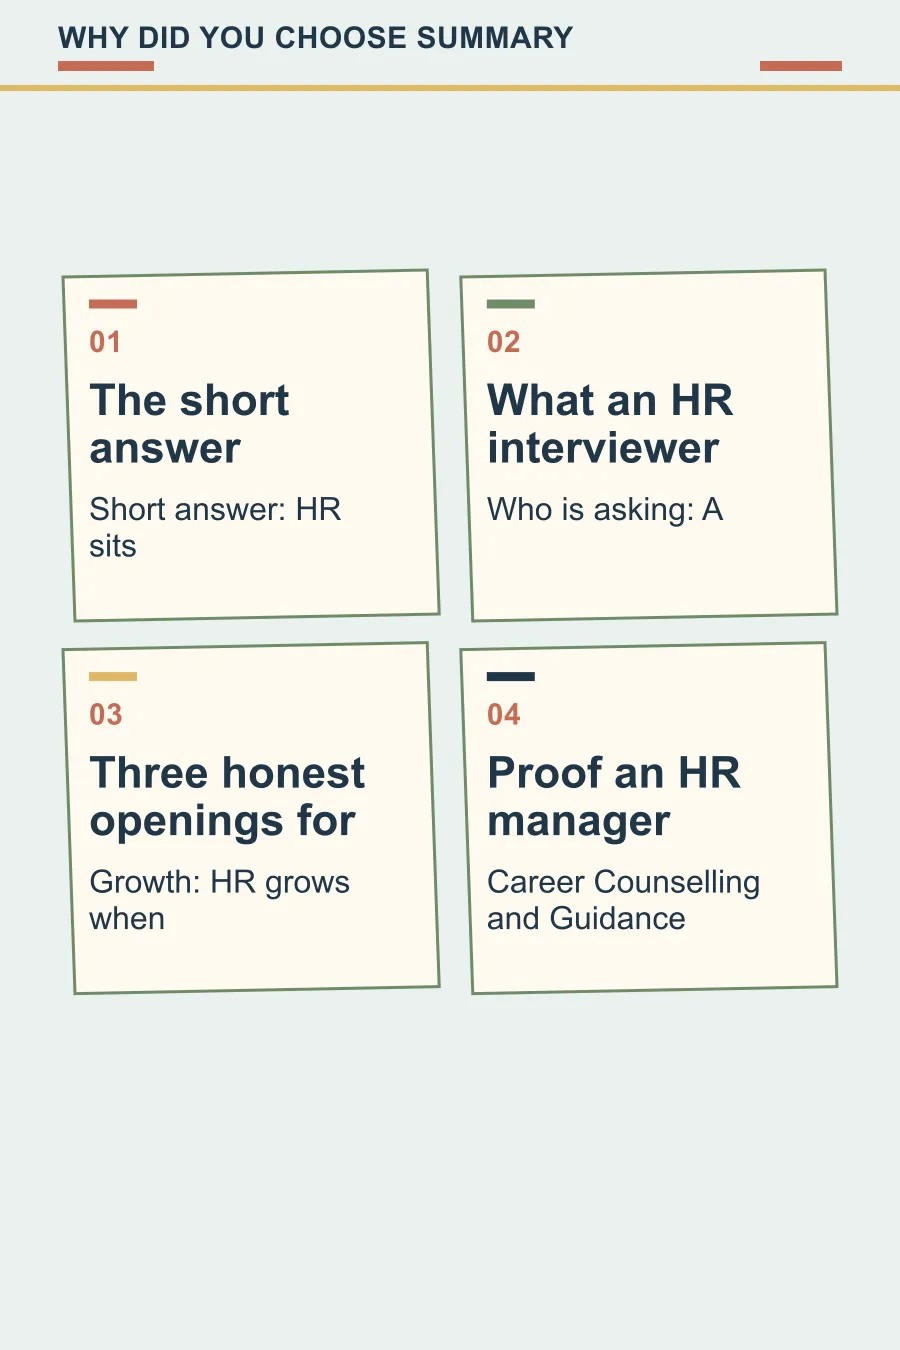 WHY DID YOU CHOOSE SUMMARY
01
The short
answer
Short answer: HR
sits
02
What an HR
interviewer
Who is asking: A
03
Three honest
openings for
Growth: HR grows
when
04
Proof an HR
manager
Career Counselling
and Guidance